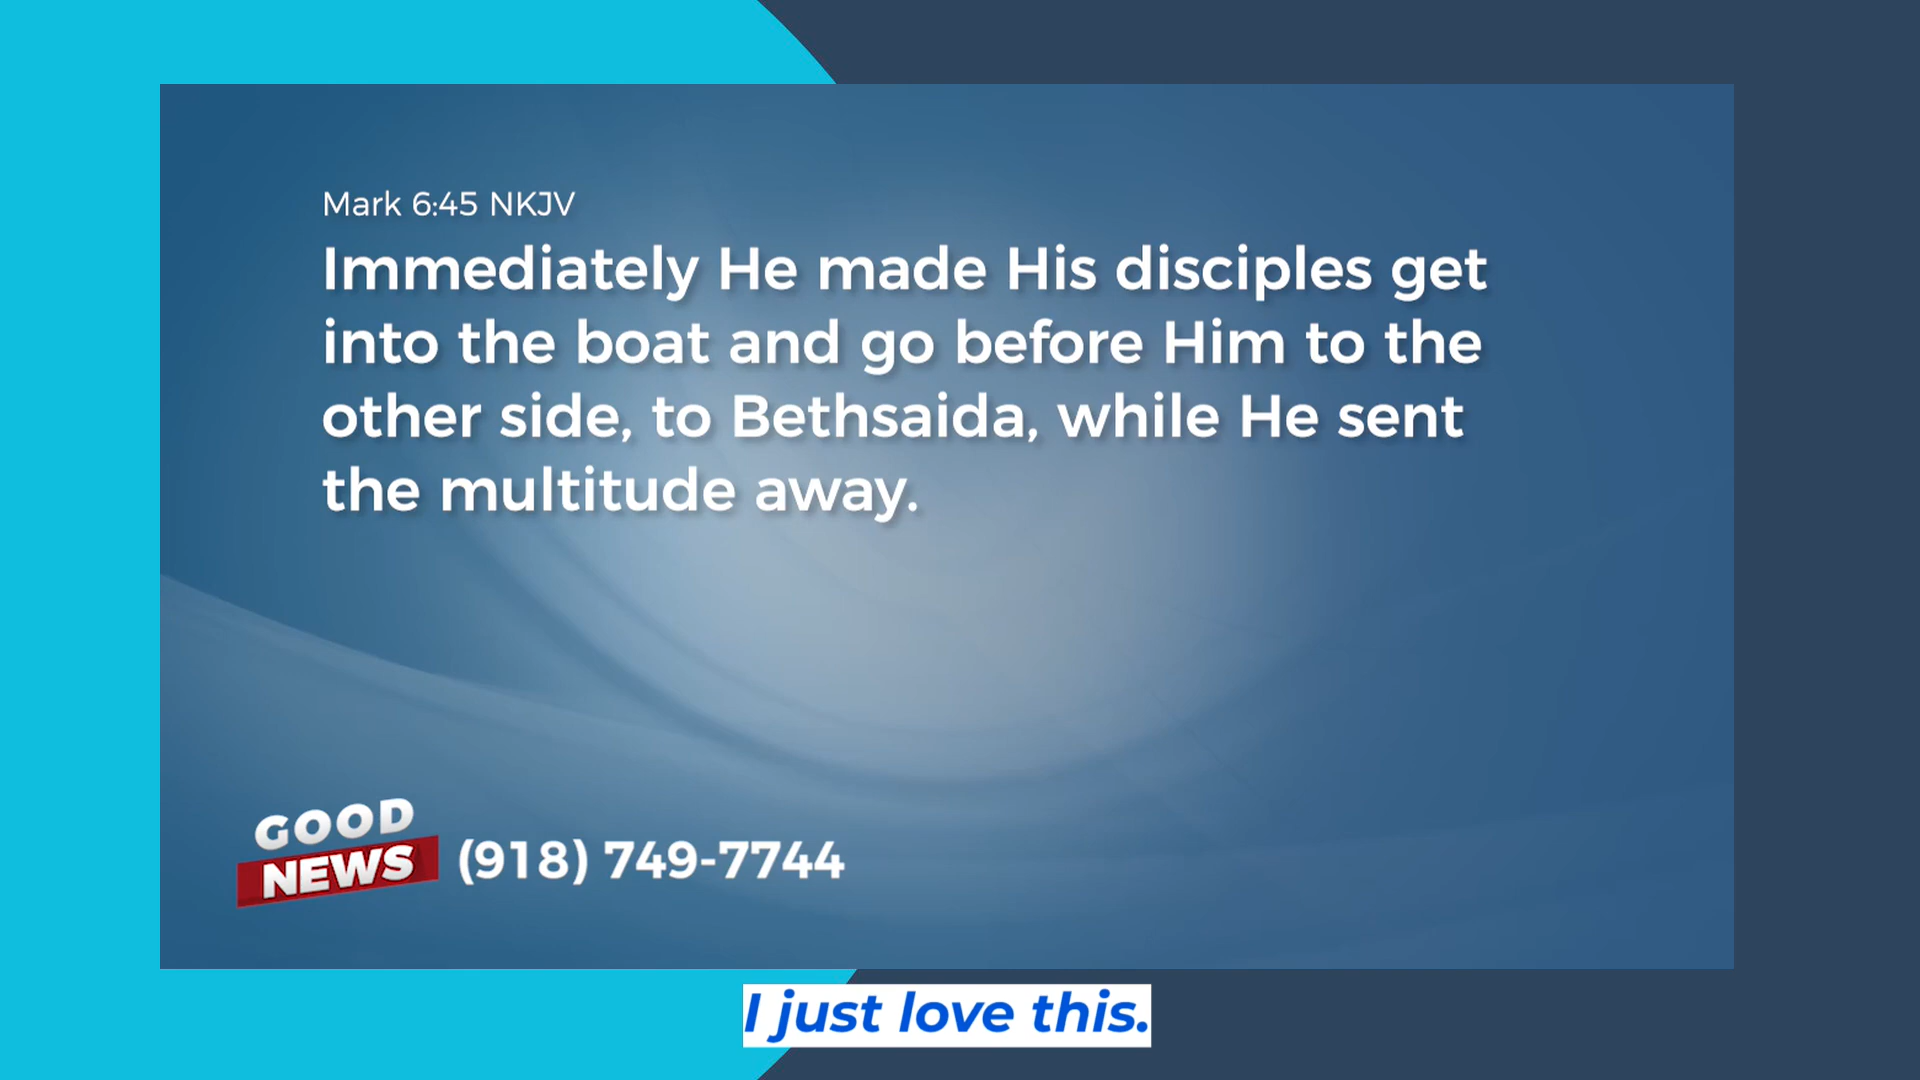 Mark 6:45 NKJV
Immediately He made His disciples get
into the boat and go before Him to the
other side, to Bethsaida, while He sent
the multitude away.
GOOD
NEWS
(918) 749-7744
I just love this.